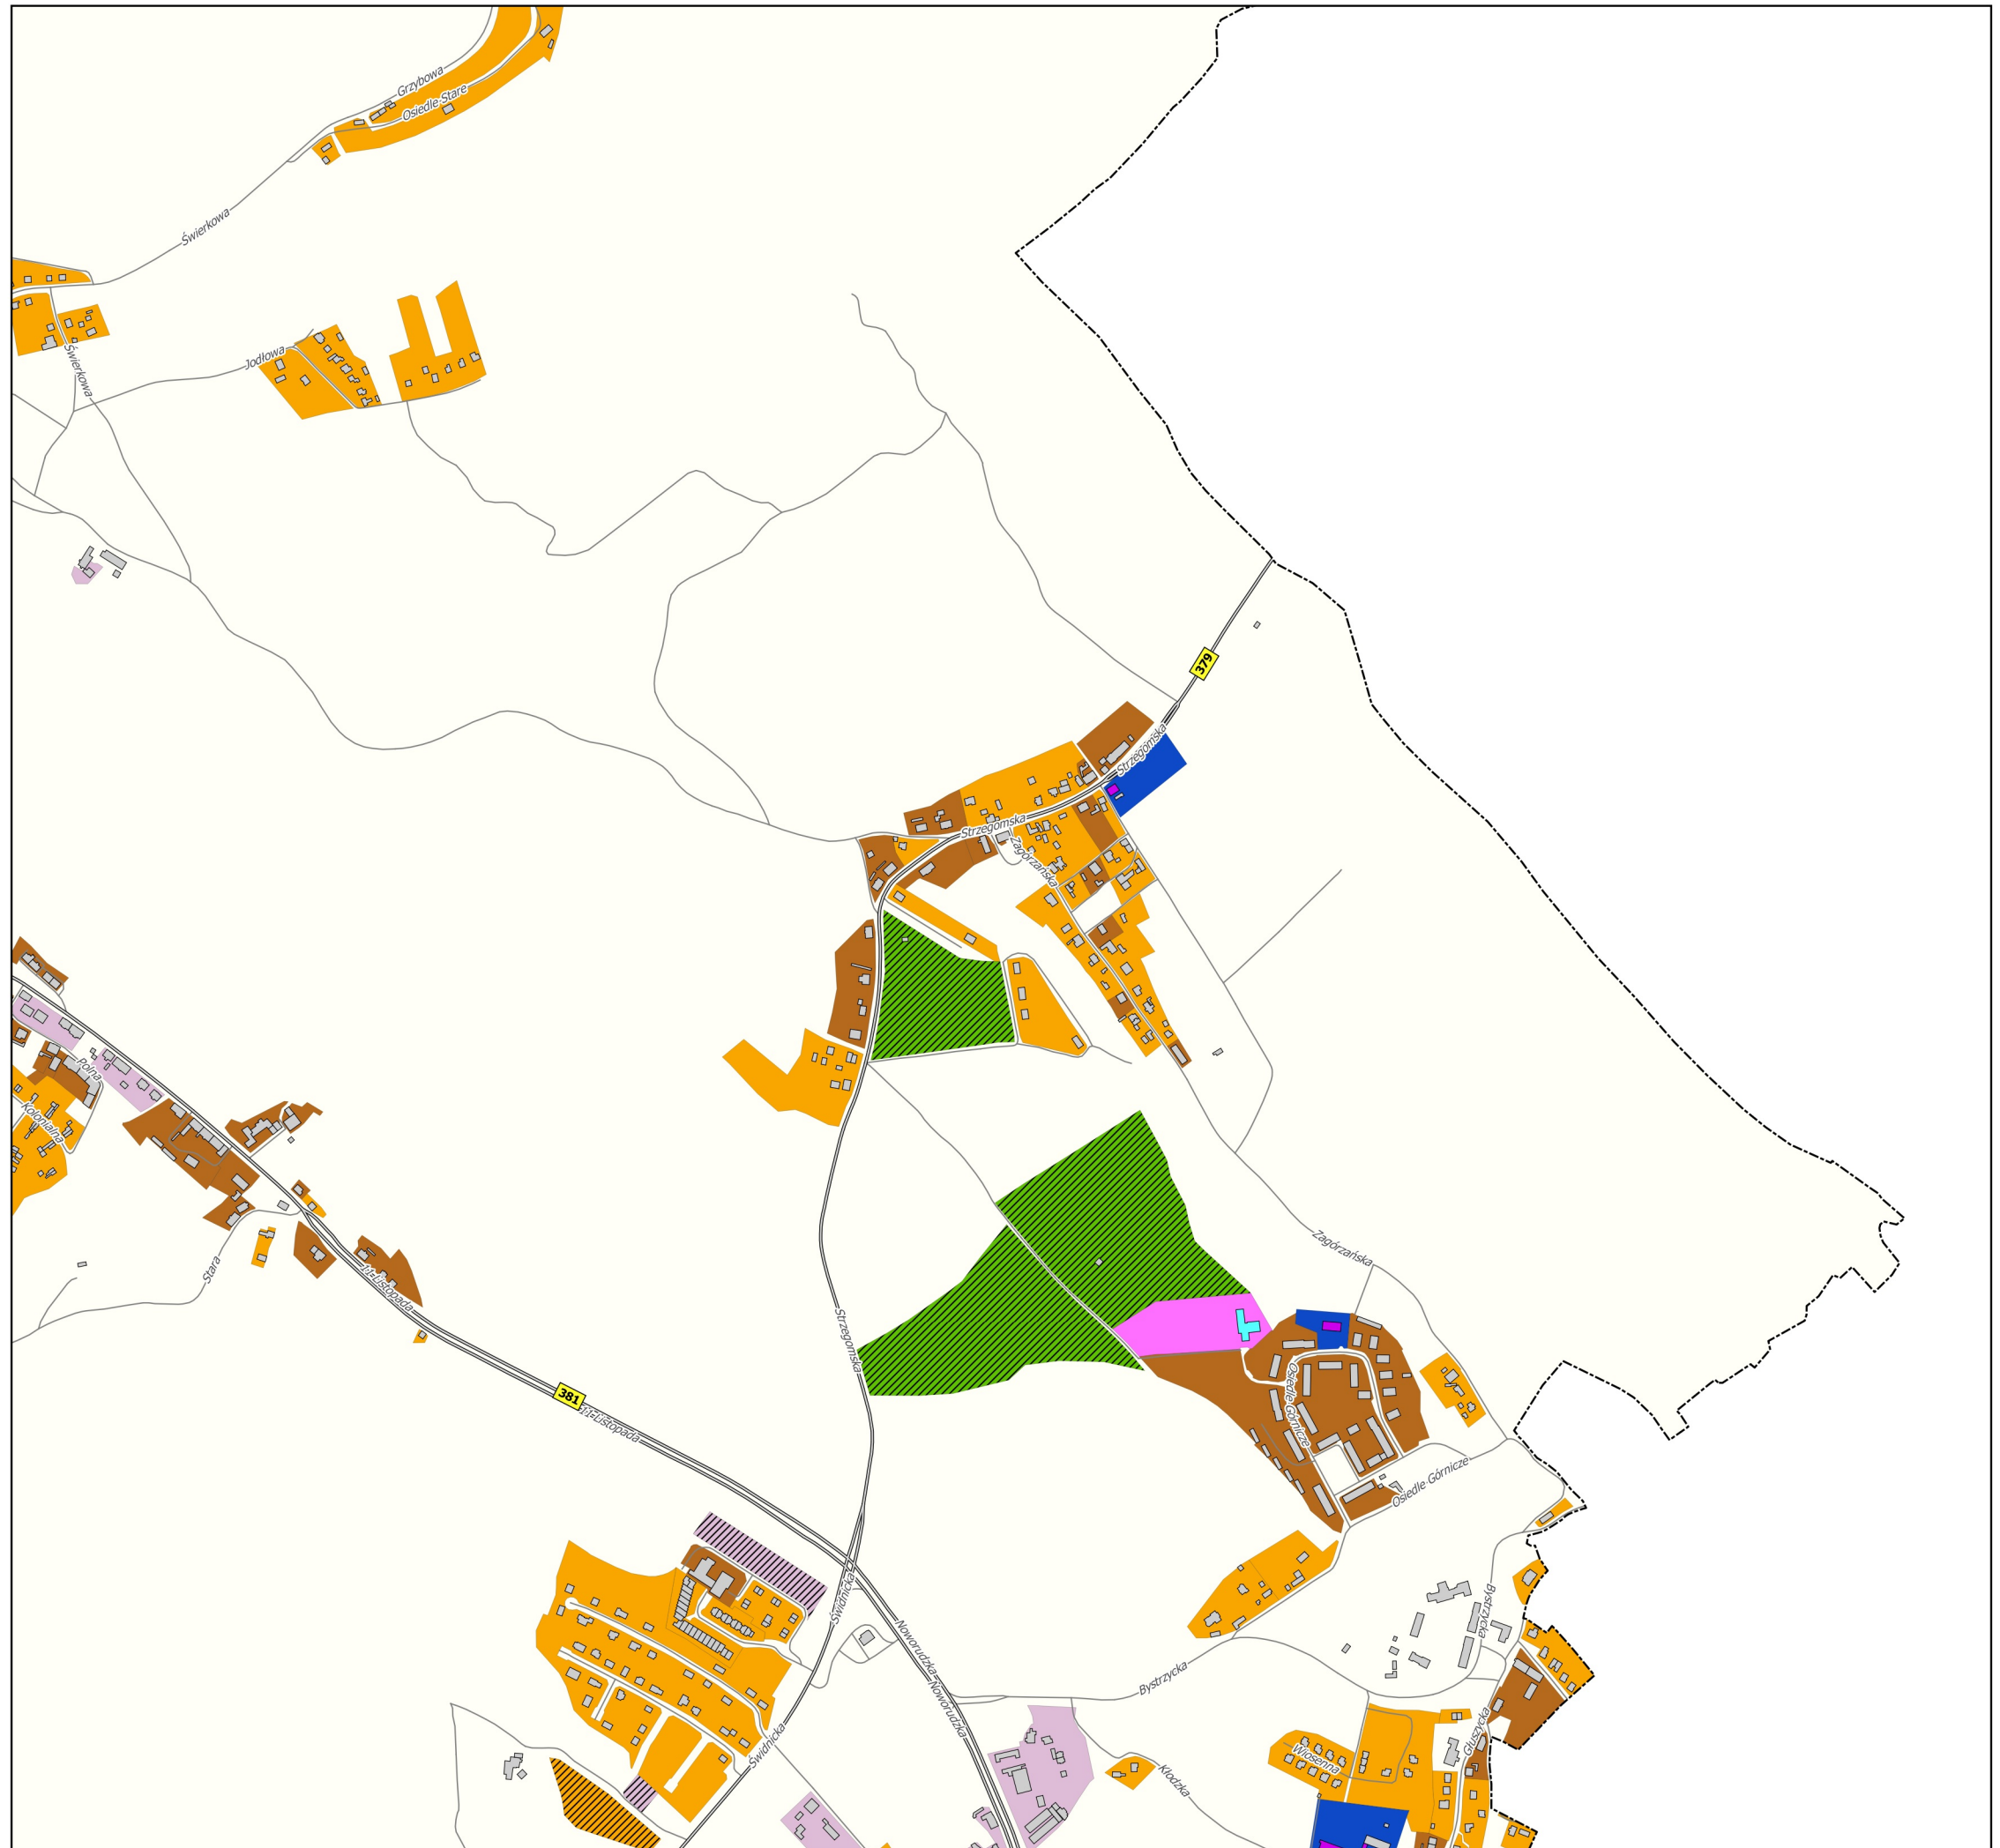 Grzybowa
Osiedle Stare
Świerkowa
Świerkowa
Jodłowa
379
Strzegomska
Strzegomska
Zagórzańska
Polna
Kolonialna
Stara
11-Listopada
Zagórzańska
Strzegomska
381
11-Listopada
Osiedle Górnicze
Osiedle Górnicze
Świdnicka
Noworudzka
Noworudzka
Bystrzycka
Bystrzycka
Świdnicka
Głuszycka
Wiosenna
Kłodzka